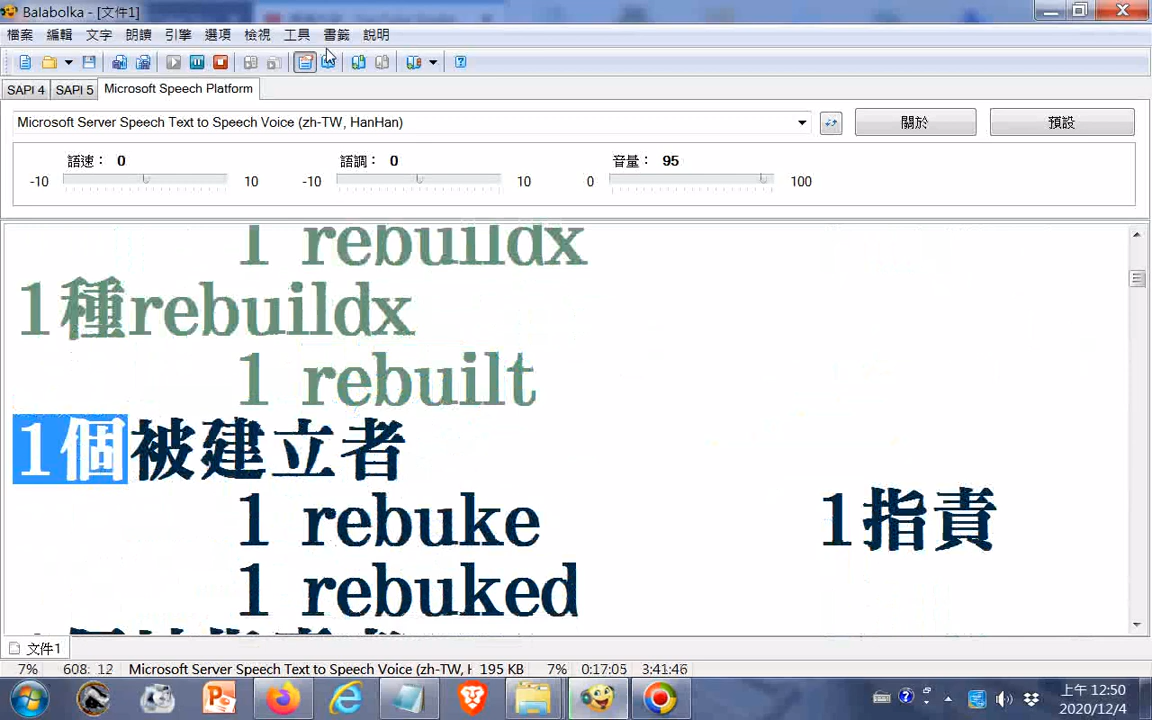 Balabolka - [文件1]
檔案 編輯 文字 朗讀 引擎 選項 檢視 工具 書籤 說明
SAPI 4 SAPI 5 Microsoft Speech Platform
Microsoft Server Speech Text to Speech Voice (zh-TW, HanHan) 關於 預設
語速： 0 語調： 0 音量： 95
-10 10 -10 10 0 100
1 rebuildx
1種rebuildx
1 rebuilt
1個被建立者
1 rebuke 1指責
1 rebuked
文件1
7% 608: 12 Microsoft Server Speech Text to Speech Voice (zh-TW, 195 KB 7% 0:17:05 3:41:46
上午 12:50
2020/12/4